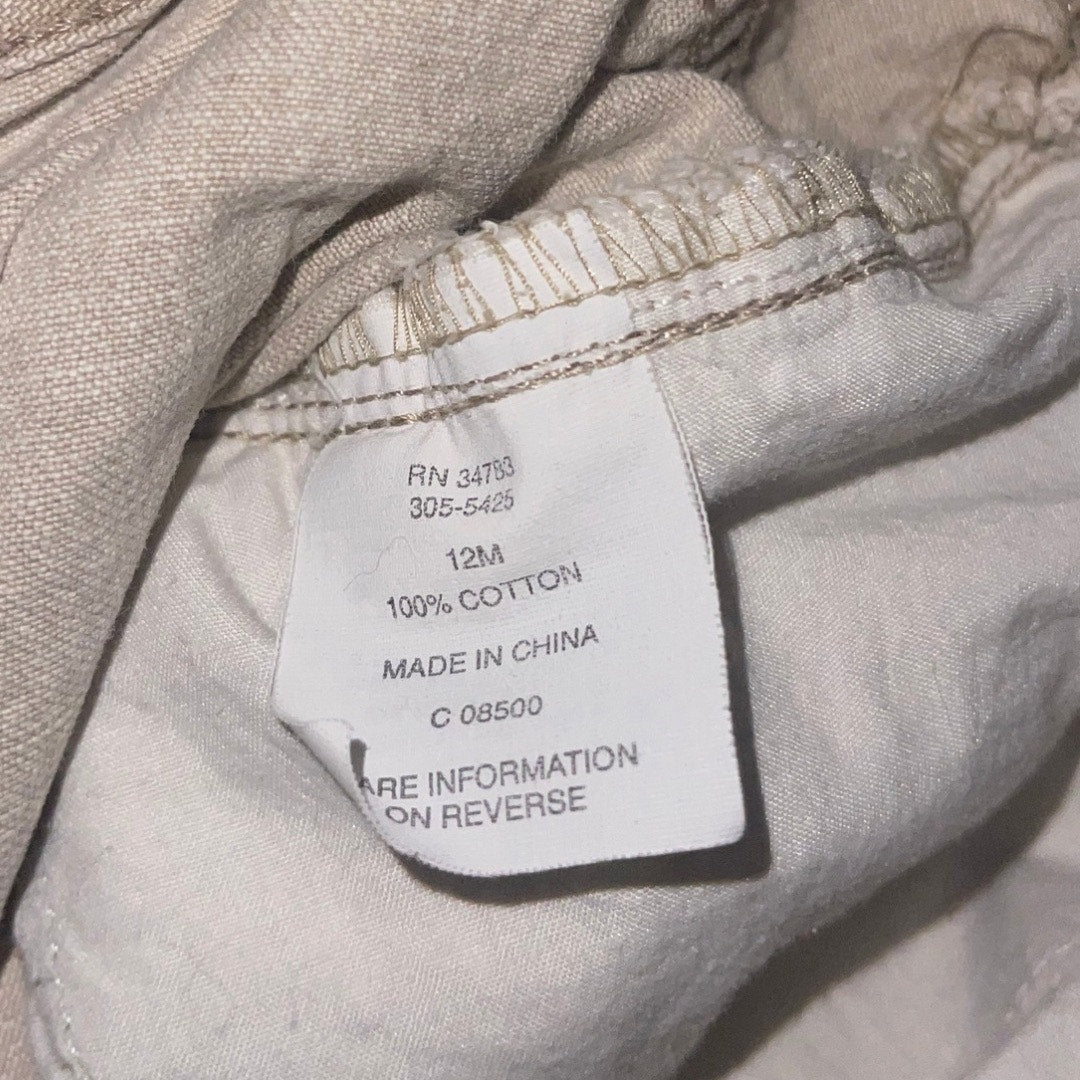 RN 34783
305-5425
12M
100% COTTON
MADE IN CHINA
C 08500
ARE INFORMATION
ON REVERSE